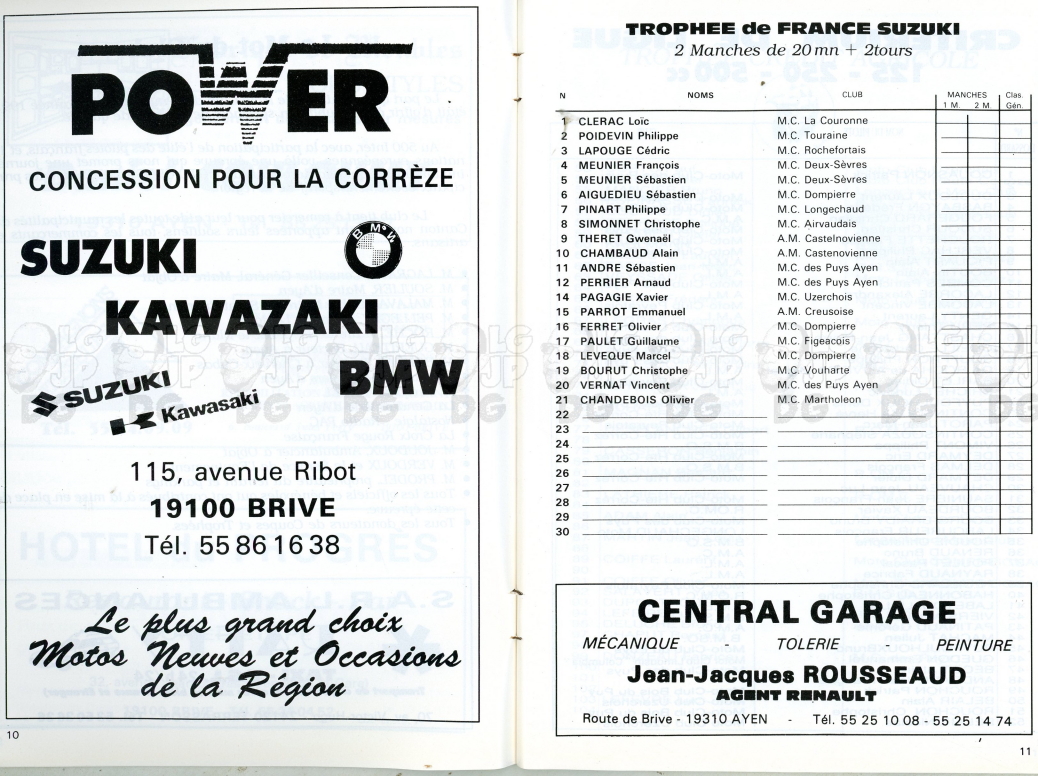 POWER
CONCESSION POUR LA CORRÈZE
SUZUKI
BMW
KAWAZAKI
BMW
SUZUKI
Kawasaki
115, avenue Ribot
19100 BRIVE
Tél. 55 86 16 38
Le plus grand choix
Motos Neuves et Occasions
de la Région
10
TROPHEE de FRANCE SUZUKI
2 Manches de 20 mn + 2 tours
N NOMS CLUB MANCHES Clas.
1 M. 2 M. Gén.
1 CLERAC Loïc M.C. La Couronne
2 POIDEVIN Philippe M.C. Touraine
3 LAPOUGE Cédric M.C. Rochefortais
4 MEUNIER François M.C. Deux-Sèvres
5 MEUNIER Sébastien M.C. Deux-Sèvres
6 AIGUEDIEU Sébastien M.C. Dompierre
7 PINART Philippe M.C. Longechaud
8 SIMONNET Christophe M.C. Airvaudais
9 THERET Gwenaël A.M. Castelnovienne
10 CHAMBAUD Alain A.M. Castenovienne
11 ANDRE Sébastien M.C. des Puys Ayen
12 PERRIER Arnaud M.C. des Puys Ayen
14 PAGAGIE Xavier M.C. Uzerchois
15 PARROT Emmanuel A.M. Creusoise
16 FERRET Olivier M.C. Dompierre
17 PAULET Guillaume M.C. Figeacois
18 LEVEQUE Marcel M.C. Dompierre
19 BOURUT Christophe M.C. Vouharte
20 VERNAT Vincent M.C. des Puys Ayen
21 CHANDEBOIS Olivier M.C. Martholeon
22
23
24
25
26
27
28
29
30
CENTRAL GARAGE
MÉCANIQUE - TOLERIE - PEINTURE
Jean-Jacques ROUSSEAUD
AGENT RENAULT
Route de Brive - 19310 AYEN - Tél. 55 25 10 08 - 55 25 14 74
11
LG JP DG